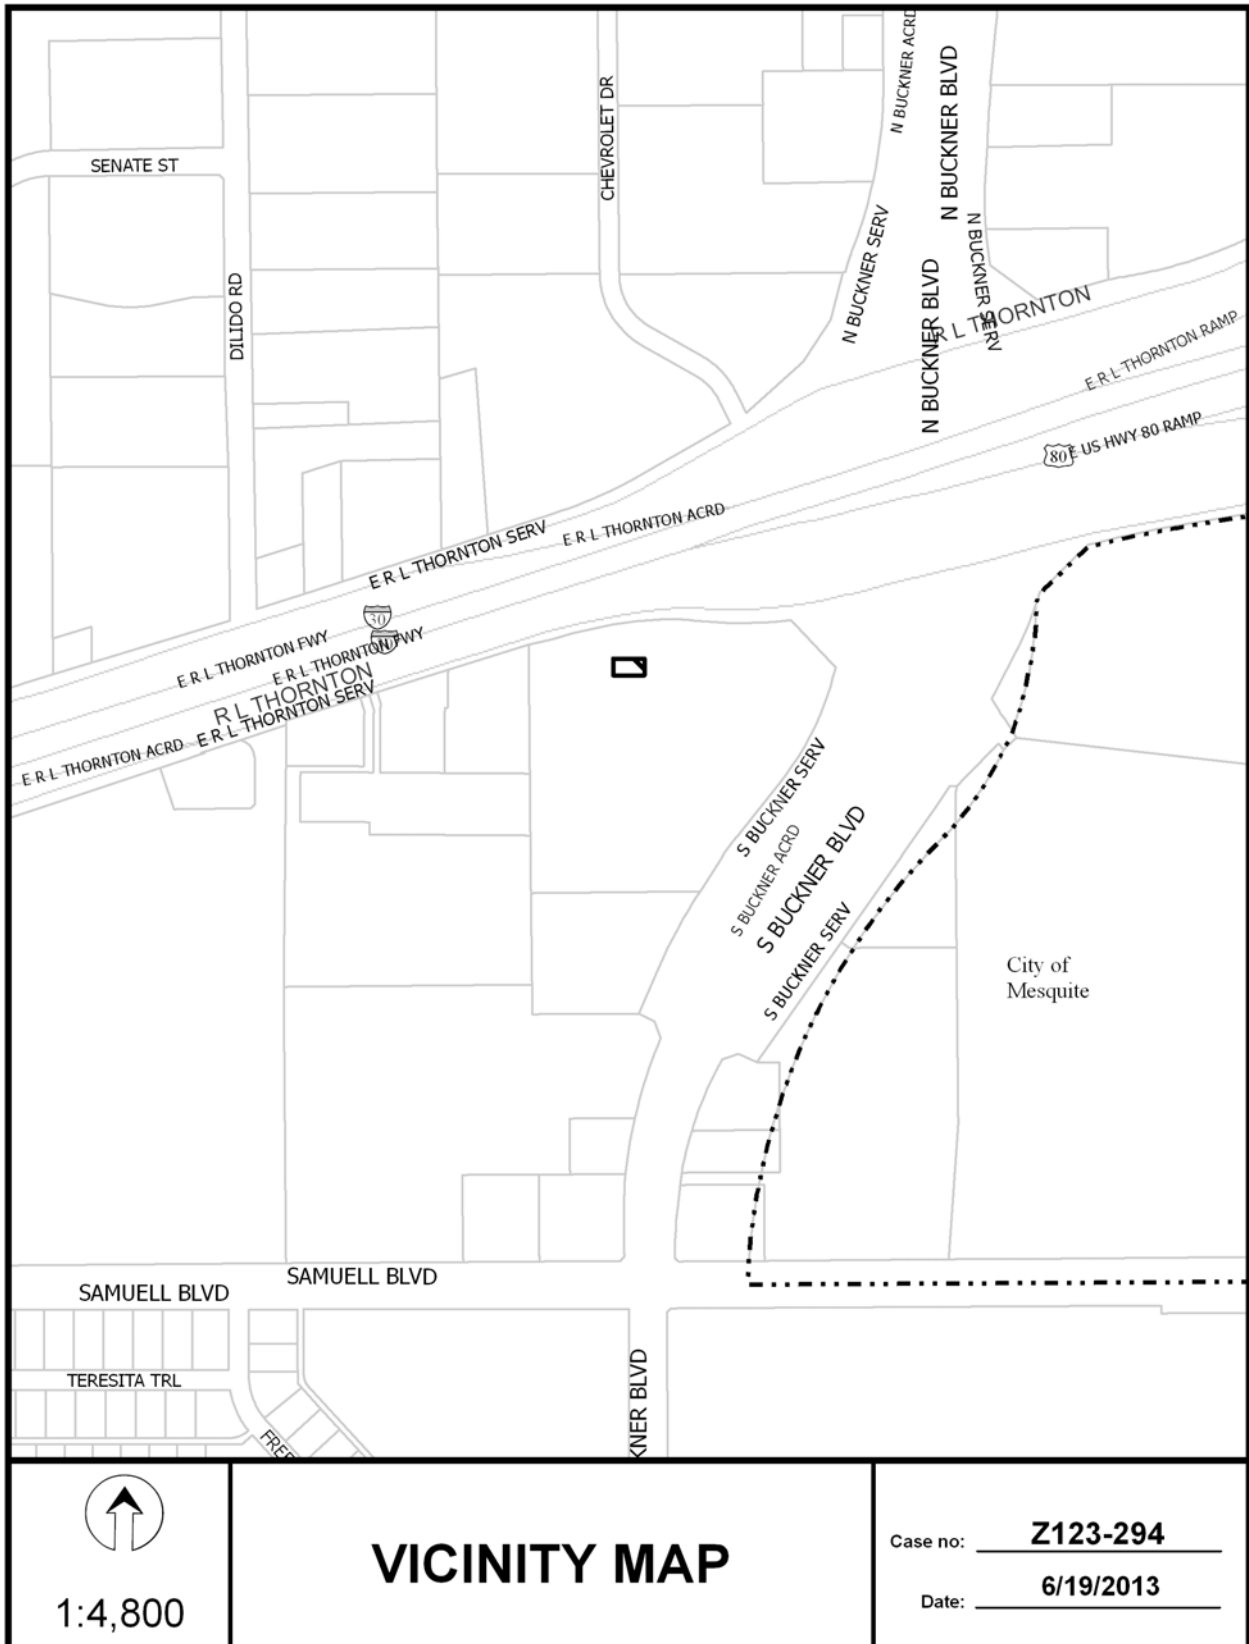 N BUCKNER ACRD
N BUCKNER BLVD
CHEVROLET DR
SENATE ST
N BUCKNER SERV
N BUCKNER SERV
DILIDO RD
N BUCKNER BLVD
R L THORNTON
E R L THORNTON RAMP
E US HWY 80 RAMP
80
E R L THORNTON ACRD
E R L THORNTON SERV
30
E R L THORNTON FWY
E R L THORNTON FWY
R L THORNTON
E R L THORNTON SERV
E R L THORNTON ACRD
S BUCKNER SERV
S BUCKNER ACRD
S BUCKNER BLVD
S BUCKNER SERV
City of
Mesquite
SAMUELL BLVD
SAMUELL BLVD
TERESITA TRL
KNER BLVD
1:4,800
VICINITY MAP
Case no: Z123-294
Date: 6/19/2013